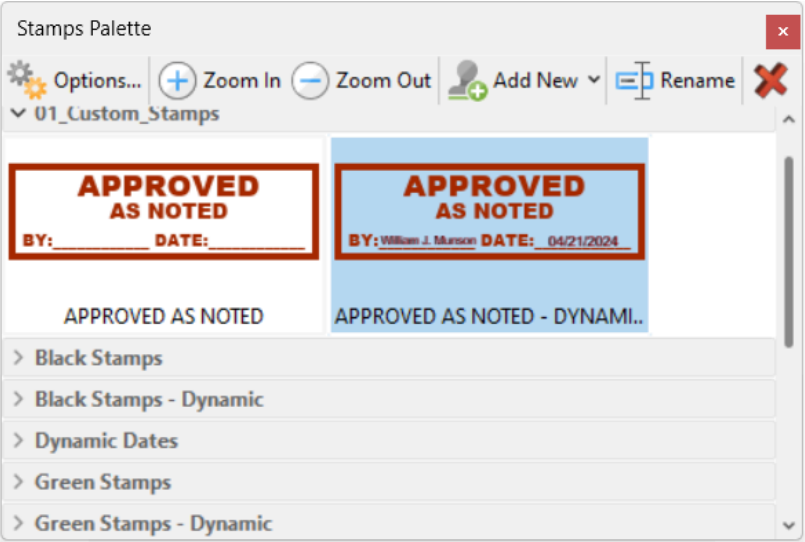 Stamps Palette
Options... Zoom In Zoom Out Add New Rename
01_Custom_Stamps
APPROVED
AS NOTED
BY:____________ DATE:____________
APPROVED AS NOTED
APPROVED
AS NOTED
BY: William J. Munson DATE: 04/21/2024
APPROVED AS NOTED - DYNAMI..
Black Stamps
Black Stamps - Dynamic
Dynamic Dates
Green Stamps
Green Stamps - Dynamic